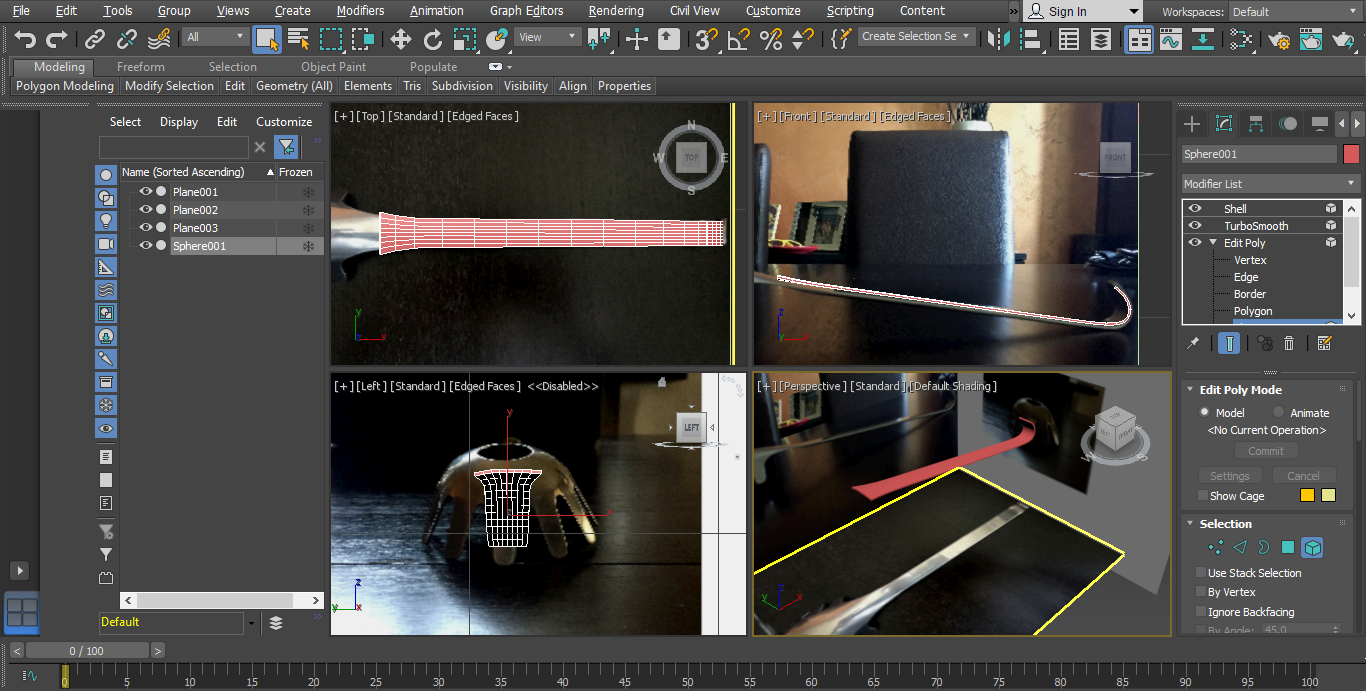 File Edit Tools Group Views Create Modifiers Animation Graph Editors Rendering Civil View Customize Scripting Content » Sign In Workspaces: Default
All View 3 Create Selection Se
Modeling Freeform Selection Object Paint Populate
Polygon Modeling Modify Selection Edit Geometry (All) Elements Tris Subdivision Visibility Align Properties
Select Display Edit Customize
Name (Sorted Ascending) Frozen
Plane001
Plane002
Plane003
Sphere001
Default
[+] [Top] [Standard] [Edged Faces]
N
W TOP E
S
y
z x
[+] [Front] [Standard] [Edged Faces]
FRONT
z
y x
[+] [Left] [Standard] [Edged Faces] <<Disabled>>
LEFT
y
z
y x
[+] [Perspective] [Standard] [Default Shading]
LEFT FRONT
W S
z
y x
Sphere001
Modifier List
Shell
TurboSmooth
Edit Poly
Vertex
Edge
Border
Polygon
Edit Poly Mode
Model Animate
<No Current Operation>
Commit
Settings Cancel
Show Cage
Selection
Use Stack Selection
By Vertex
Ignore Backfacing
By Angle: 45.0
< 0 / 100 >
0 5 10 15 20 25 30 35 40 45 50 55 60 65 70 75 80 85 90 95 100